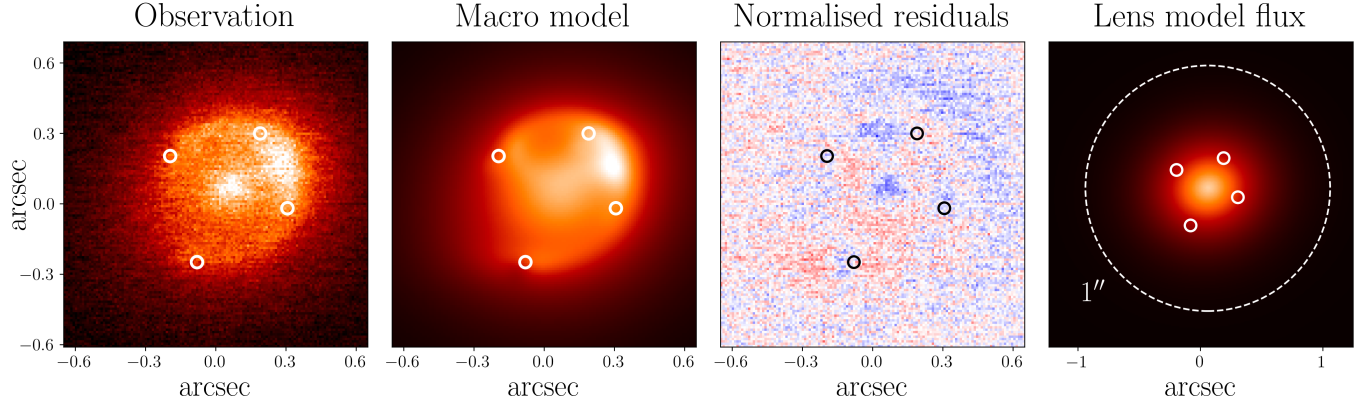 Observation Macro model Normalised residuals Lens model flux
arcsec
0.6
0.3
0.0
−0.3
−0.6
1″
−0.6 −0.3 0.0 0.3 0.6 −0.6 −0.3 0.0 0.3 0.6 −0.6 −0.3 0.0 0.3 0.6 −1 0 1
arcsec arcsec arcsec arcsec